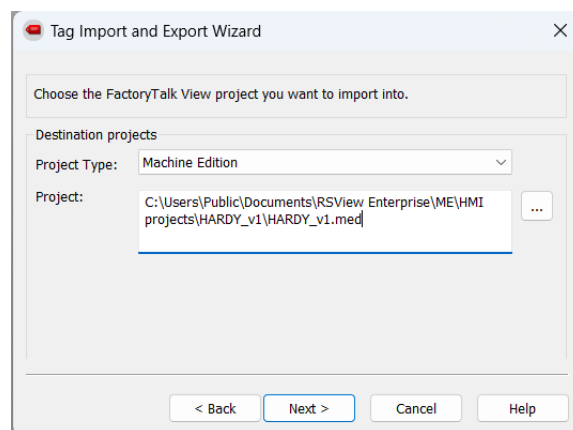 Tag Import and Export Wizard
Choose the FactoryTalk View project you want to import into.
Destination projects
Project Type:
Machine Edition
Project:
C:\Users\Public\Documents\RSView Enterprise\ME\HMI
projects\HARDY_v1\HARDY_v1.med
...
< Back
Next >
Cancel
Help